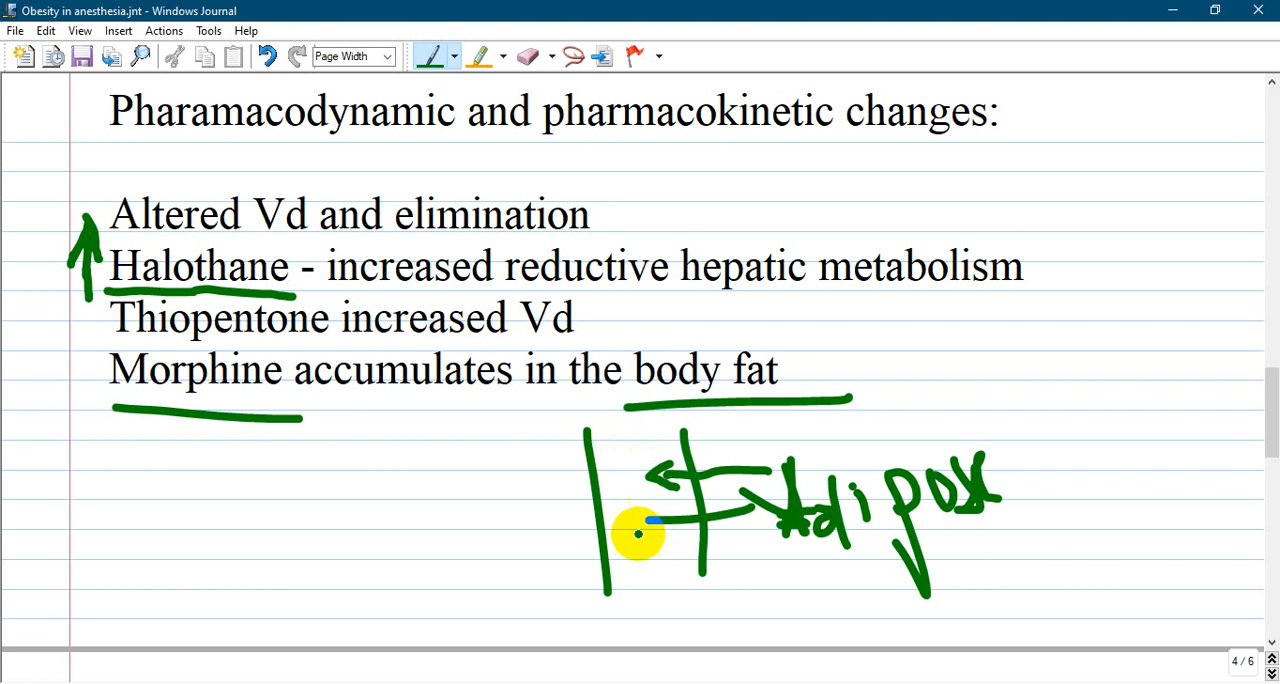 Obesity in anesthesia.jnt - Windows Journal
File Edit View Insert Actions Tools Help
Page Width
Pharamacodynamic and pharmacokinetic changes:
Altered Vd and elimination
Halothane - increased reductive hepatic metabolism
Thiopentone increased Vd
Morphine accumulates in the body fat
4 / 6